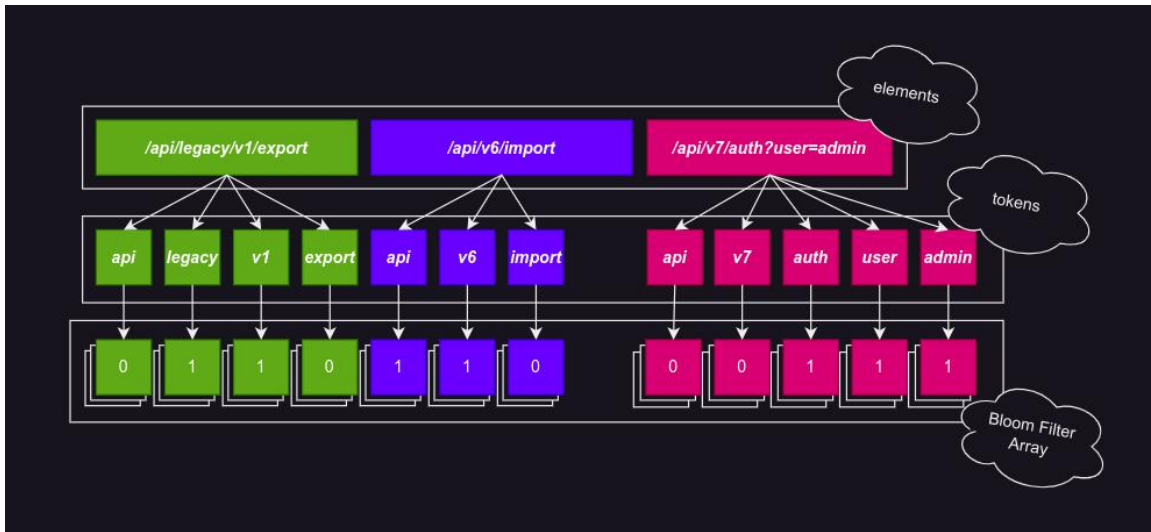 elements
/api/legacy/v1/export /api/v6/import /api/v7/auth?user=admin
tokens
api legacy v1 export api v6 import api v7 auth user admin
0 1 1 0 1 1 0 0 0 1 1 1
Bloom Filter
Array